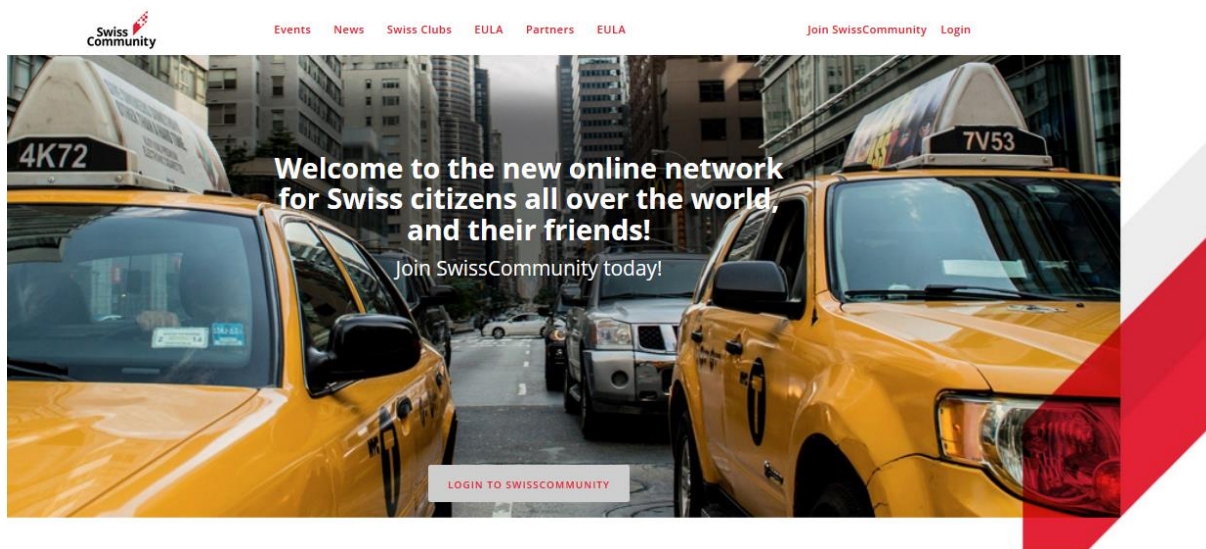 Swiss
Community
Events News Swiss Clubs EULA Partners EULA
Join SwissCommunity Login
4K72
7V53
Welcome to the new online network
for Swiss citizens all over the world,
and their friends!
Join SwissCommunity today!
LOGIN TO SWISSCOMMUNITY